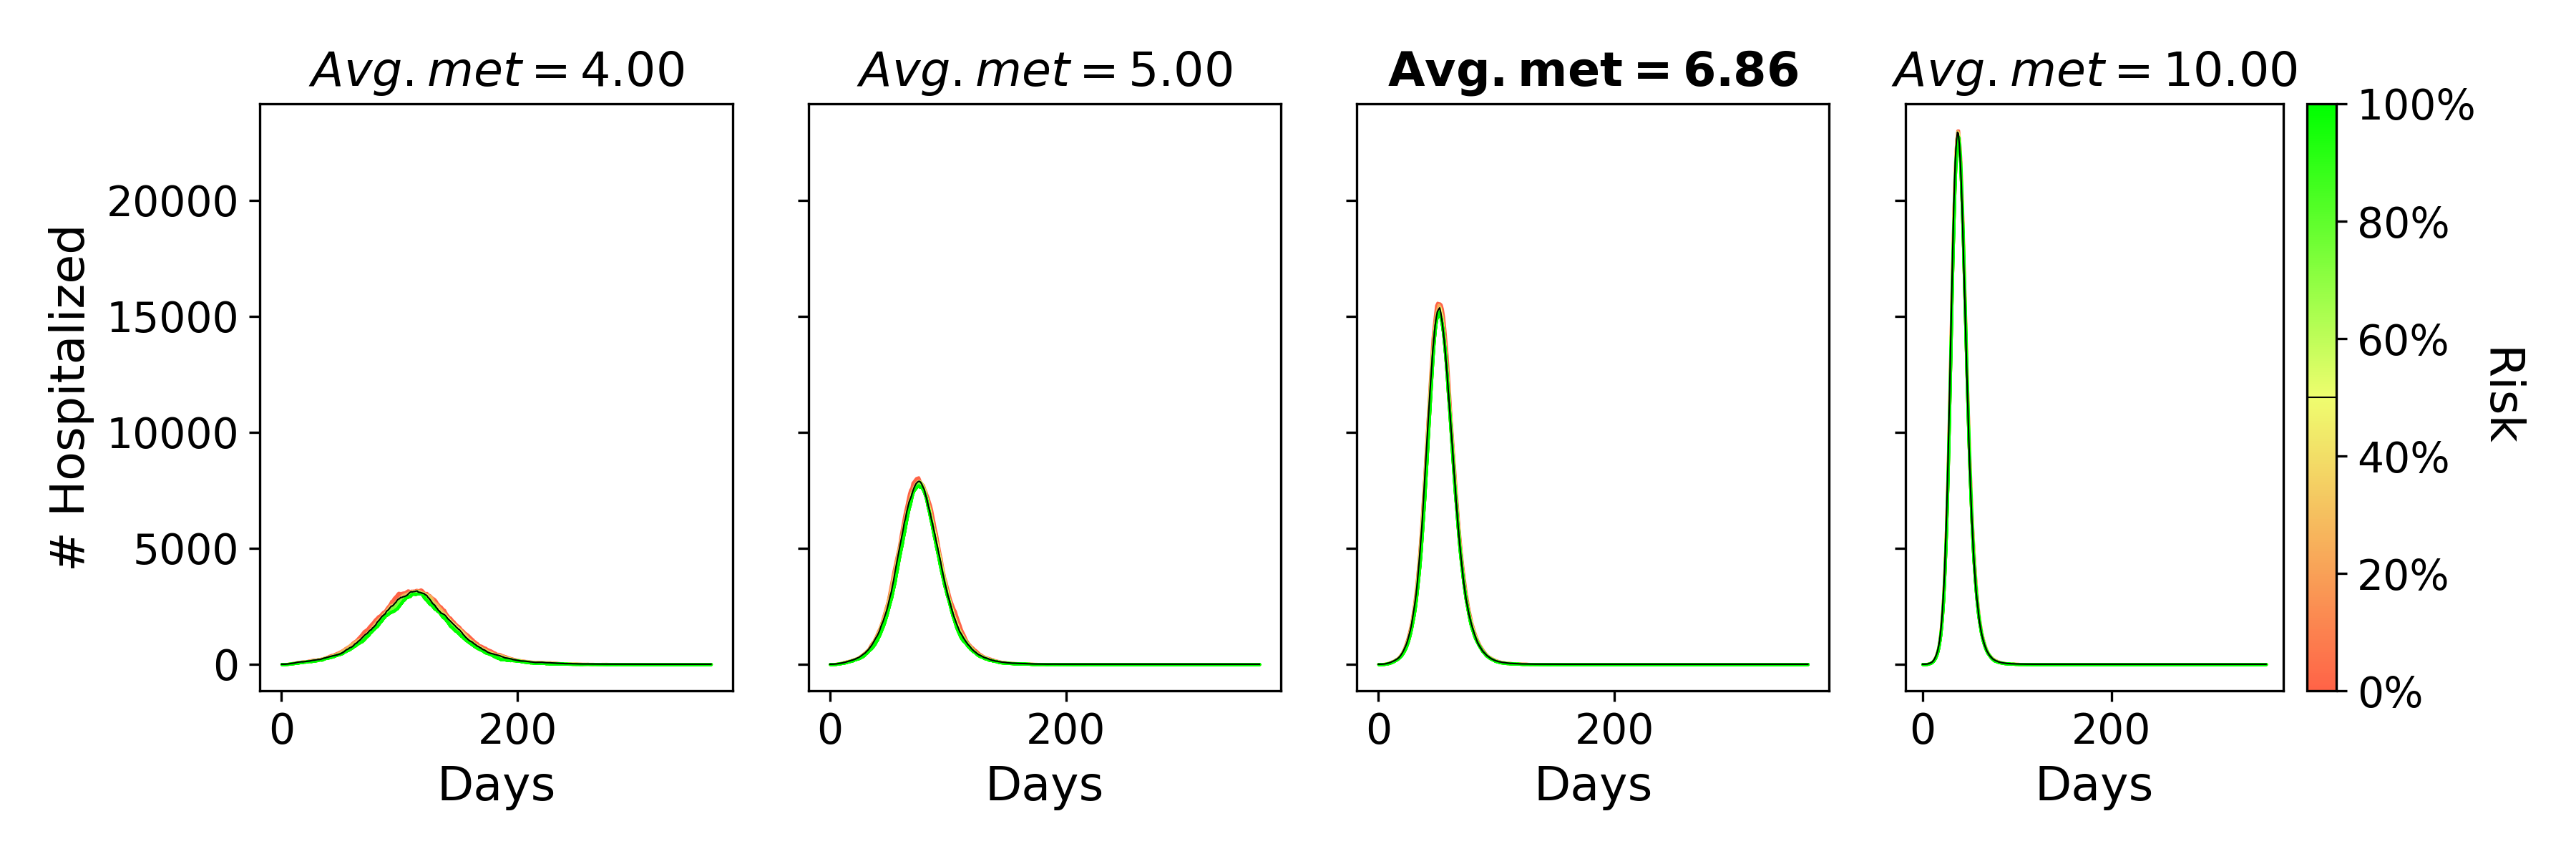 Avg. met = 4.00
Avg. met = 5.00
Avg. met = 6.86
Avg. met = 10.00
# Hospitalized
20000
15000
10000
5000
0
0
200
Days
0
200
Days
0
200
Days
0
200
Days
100%
80%
60%
40%
20%
0%
Risk